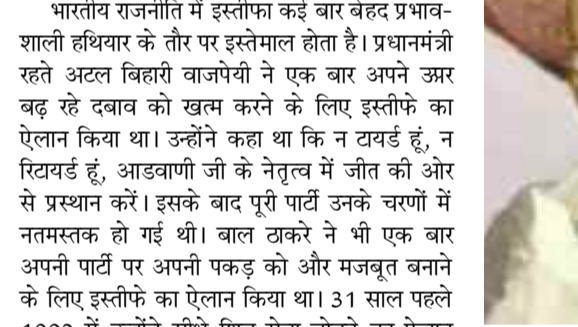 भारतीय राजनीति में इस्तीफा कई बार बेहद प्रभाव-
शाली हथियार के तौर पर इस्तेमाल होता है। प्रधानमंत्री
रहते अटल बिहारी वाजपेयी ने एक बार अपने उप्रर
बढ़ रहे दबाव को खत्म करने के लिए इस्तीफे का
ऐलान किया था। उन्होंने कहा था कि न टायर्ड हूं, न
रिटायर्ड हूं, आडवाणी जी के नेतृत्व में जीत की ओर
से प्रस्थान करें। इसके बाद पूरी पार्टी उनके चरणों में
नतमस्तक हो गई थी। बाल ठाकरे ने भी एक बार
अपनी पार्टी पर अपनी पकड़ को और मजबूत बनाने
के लिए इस्तीफे का ऐलान किया था। 31 साल पहले